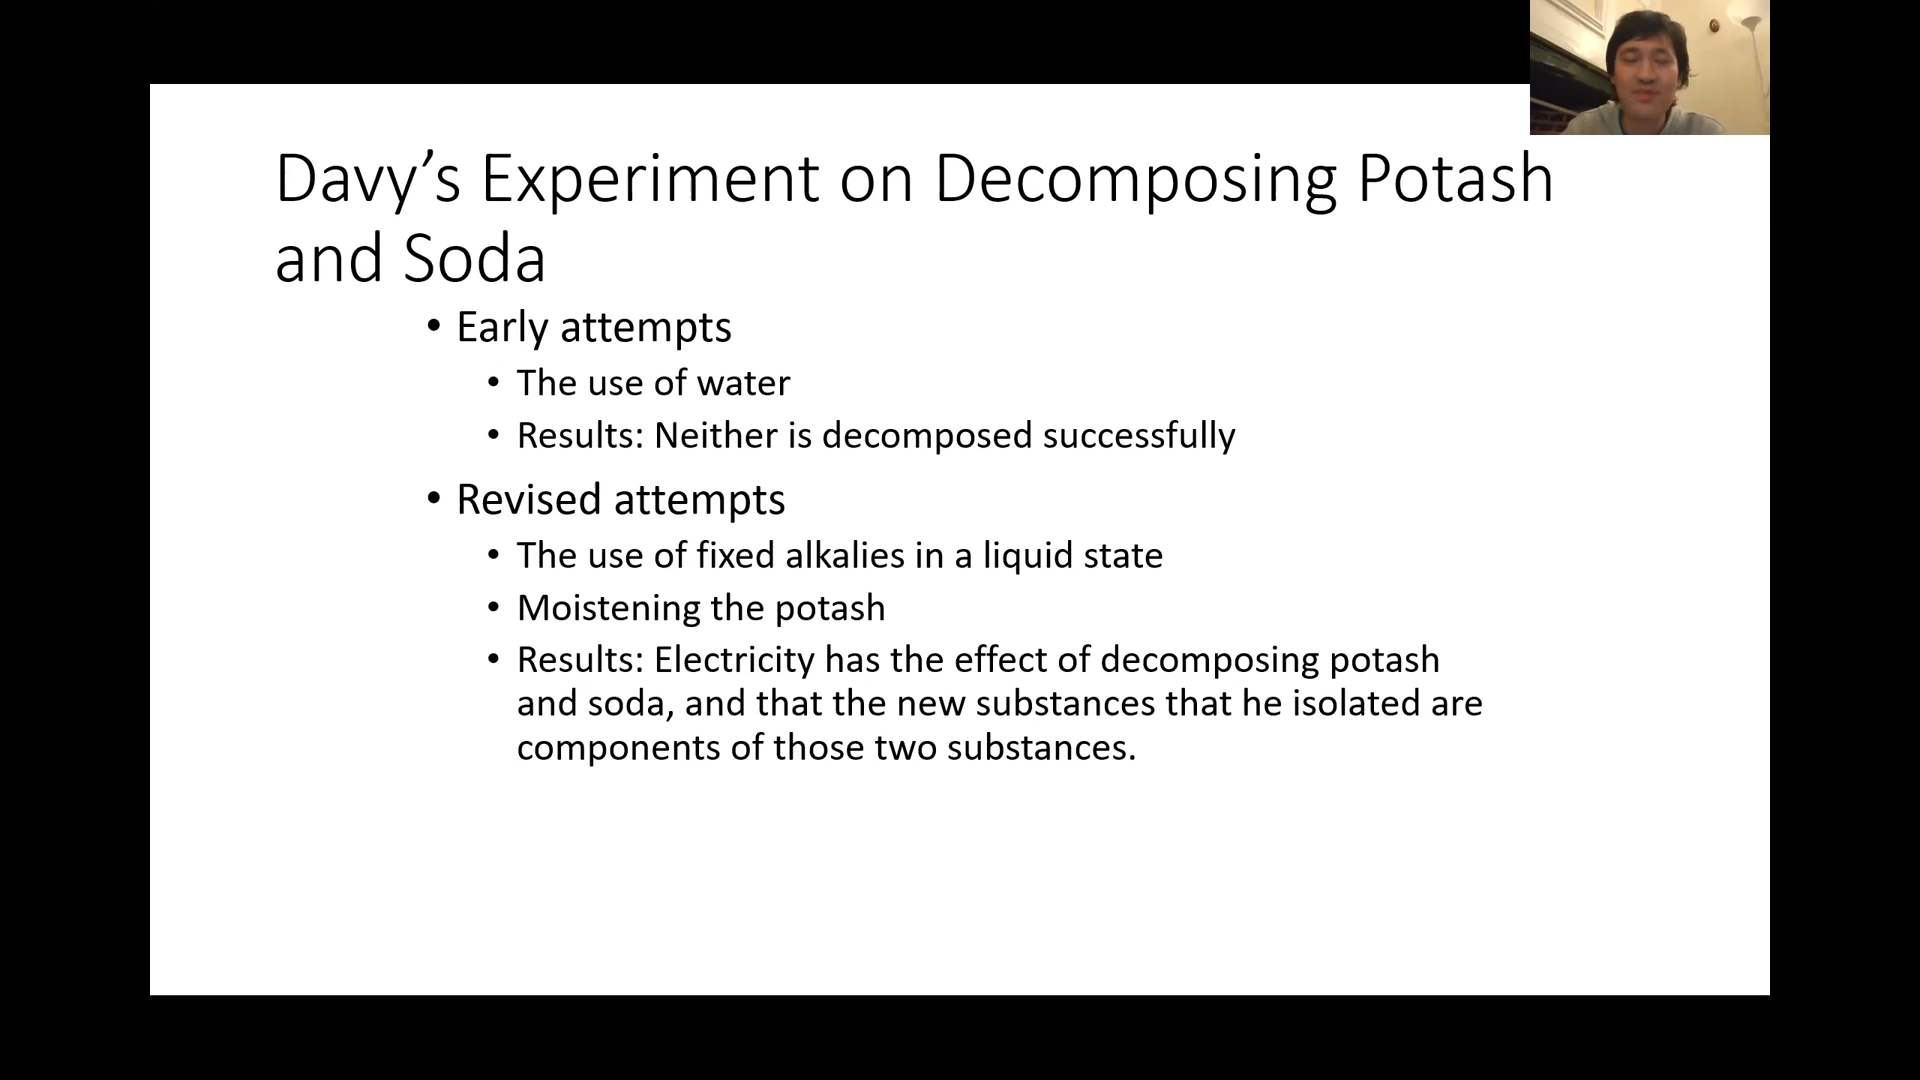 Davy’s Experiment on Decomposing Potash
and Soda
• Early attempts
• The use of water
• Results: Neither is decomposed successfully
• Revised attempts
• The use of fixed alkalies in a liquid state
• Moistening the potash
• Results: Electricity has the effect of decomposing potash
and soda, and that the new substances that he isolated are
components of those two substances.